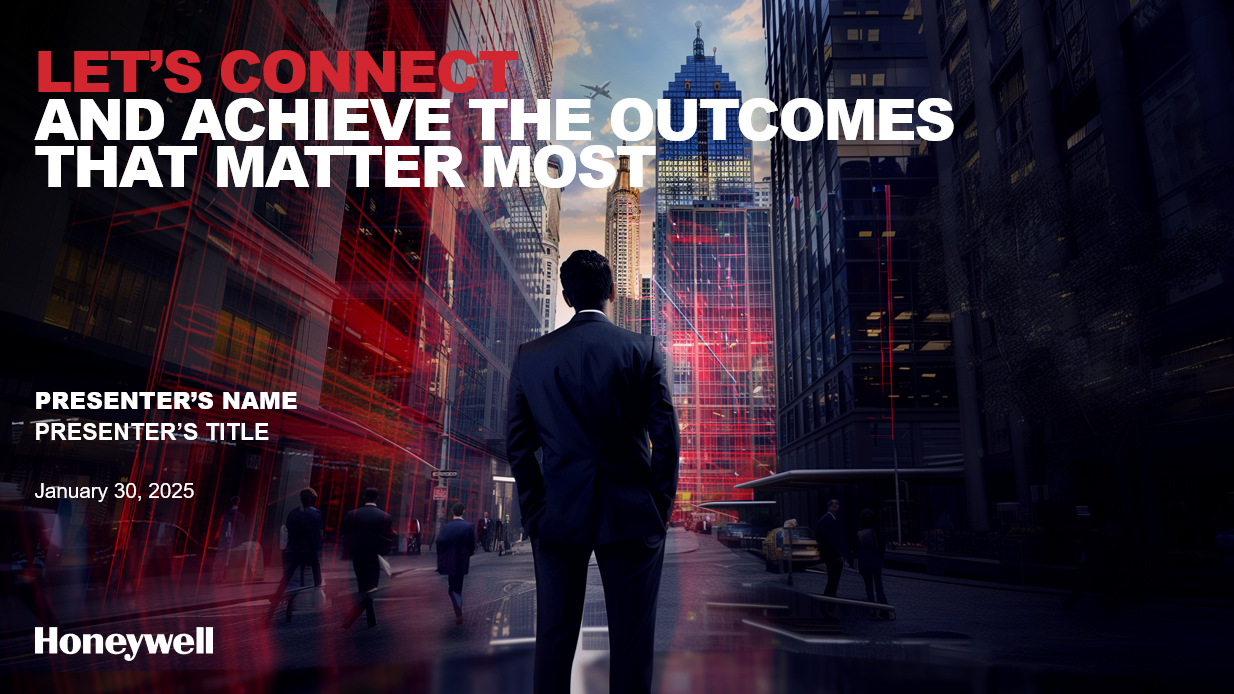 LET’S CONNECT
AND ACHIEVE THE OUTCOMES
THAT MATTER MOST
PRESENTER’S NAME
PRESENTER’S TITLE
January 30, 2025
Honeywell